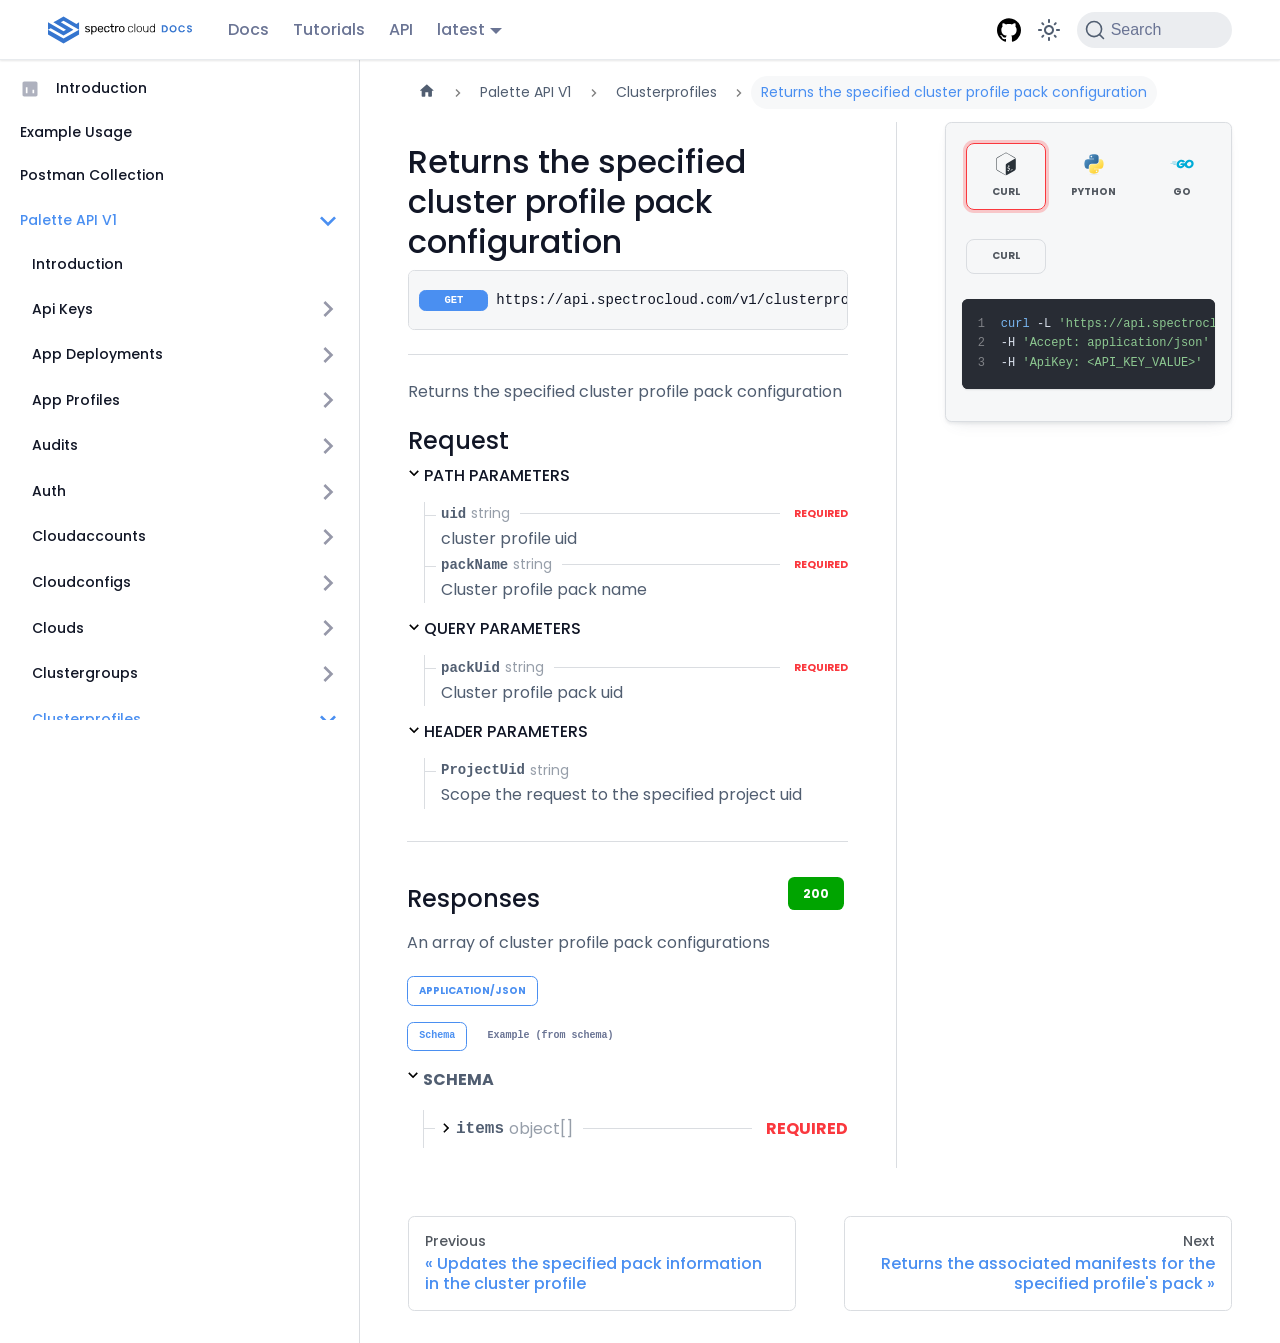 spectro cloud DOCS
Docs
Tutorials
API
latest
Search
Introduction
Example Usage
Postman Collection
Palette API V1
Introduction
Api Keys
App Deployments
App Profiles
Audits
Auth
Cloudaccounts
Cloudconfigs
Clouds
Clustergroups
Clusterprofiles
Palette API V1
Clusterprofiles
Returns the specified cluster profile pack configuration
Returns the specified
cluster profile pack
configuration
GET https://api.spectrocloud.com/v1/clusterpro
Returns the specified cluster profile pack configuration
Request
PATH PARAMETERS
uid string REQUIRED
cluster profile uid
packName string REQUIRED
Cluster profile pack name
QUERY PARAMETERS
packUid string REQUIRED
Cluster profile pack uid
HEADER PARAMETERS
ProjectUid string
Scope the request to the specified project uid
Responses
200
An array of cluster profile pack configurations
APPLICATION/JSON
Schema
Example (from schema)
SCHEMA
items object[] REQUIRED
CURL
PYTHON
GO
CURL
1 curl -L 'https://api.spectrocl
2 -H 'Accept: application/json'
3 -H 'ApiKey: <API_KEY_VALUE>'
Previous
« Updates the specified pack information
in the cluster profile
Next
Returns the associated manifests for the
specified profile's pack »